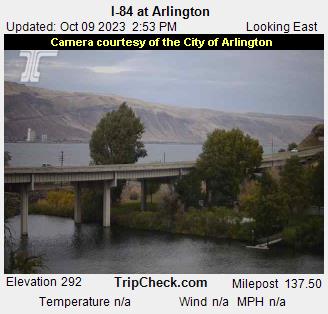 I-84 at Arlington
Updated: Oct 09 2023 2:53 PM Looking East
Camera courtesy of the City of Arlington
Elevation 292 TripCheck.com Milepost 137.50
Temperature n/a Wind n/a MPH n/a